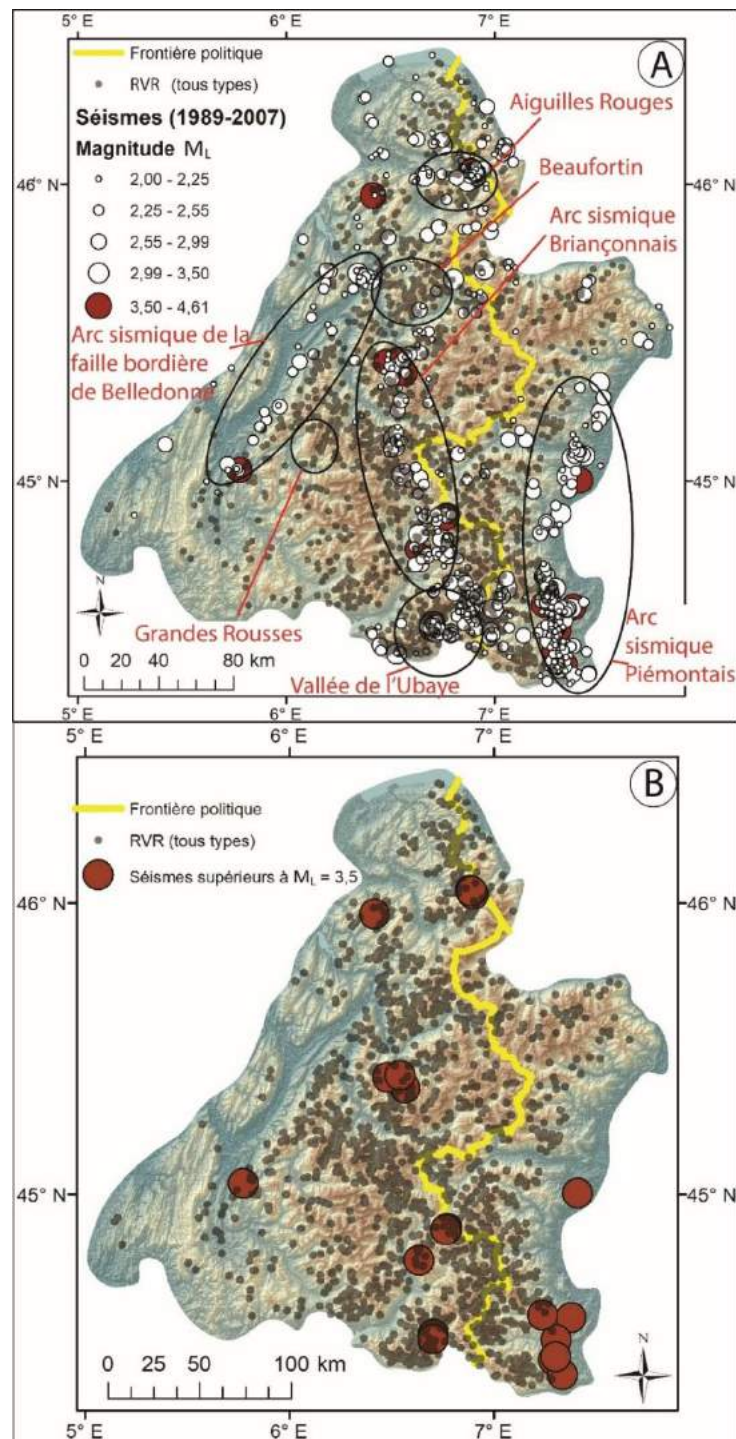 5° E 6° E 7° E
A
Frontière politique
RVR (tous types)
Séismes (1989-2007)
Magnitude ML
2,00 - 2,25
2,25 - 2,55
2,55 - 2,99
2,99 - 3,50
3,50 - 4,61
Aiguilles Rouges
Beaufortin
Arc sismique
Briançonnais
46° N 46° N
Arc sismique de la
faille bordière
de Belledonne
45° N 45° N
Grandes Rousses
Vallée de l'Ubaye
Arc
sismique
Piémontais
N
0 20 40 60 80 km
5° E 6° E 7° E
5° E 6° E 7° E
B
Frontière politique
RVR (tous types)
Séismes supérieurs à ML = 3,5
46° N 46° N
45° N 45° N
0 25 50 100 km
N
5° E 6° E 7° E